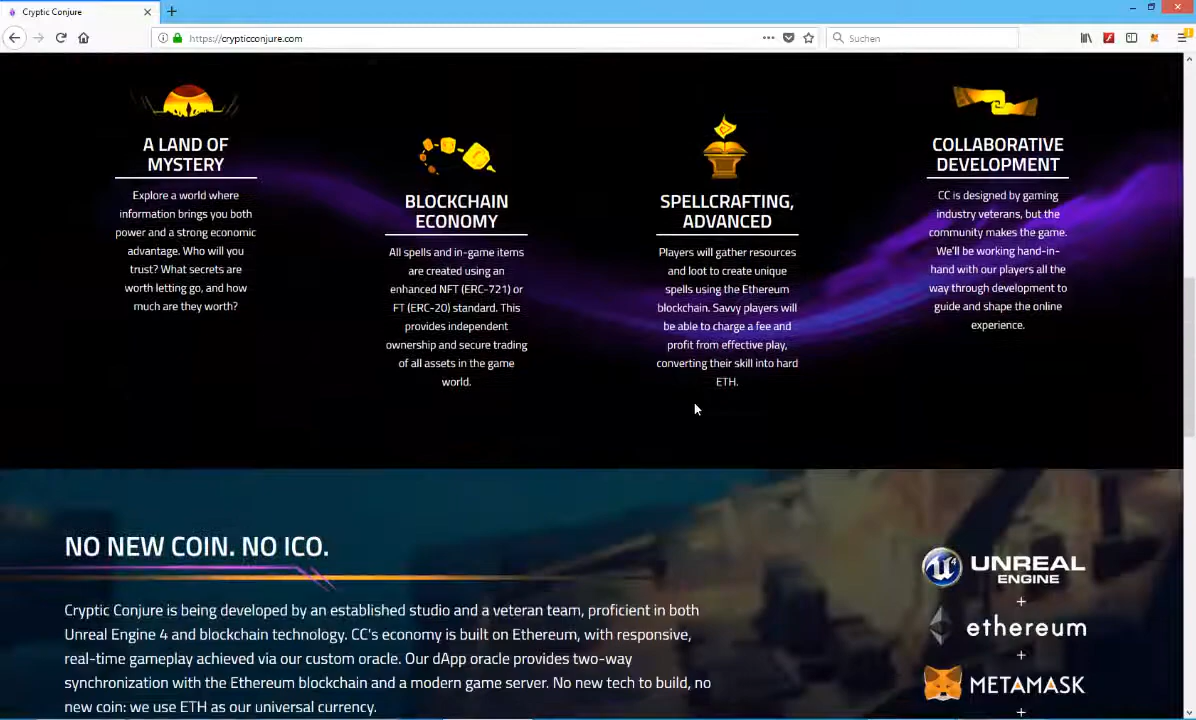 Cryptic Conjure
https://crypticconjure.com
Suchen
A LAND OF
MYSTERY
Explore a world where
information brings you both
power and a strong economic
advantage. Who will you
trust? What secrets are
worth letting go, and how
much are they worth?
BLOCKCHAIN
ECONOMY
All spells and in-game items
are created using an
enhanced NFT (ERC-721) or
FT (ERC-20) standard. This
provides independent
ownership and secure trading
of all assets in the game
world.
SPELLCRAFTING,
ADVANCED
Players will gather resources
and loot to create unique
spells using the Ethereum
blockchain. Savvy players will
be able to charge a fee and
profit from effective play,
converting their skill into hard
ETH.
COLLABORATIVE
DEVELOPMENT
CC is designed by gaming
industry veterans, but the
community makes the game.
We'll be working hand-in-
hand with our players all the
way through development to
guide and shape the online
experience.
NO NEW COIN. NO ICO.
Cryptic Conjure is being developed by an established studio and a veteran team, proficient in both
Unreal Engine 4 and blockchain technology. CC's economy is built on Ethereum, with responsive,
real-time gameplay achieved via our custom oracle. Our dApp oracle provides two-way
synchronization with the Ethereum blockchain and a modern game server. No new tech to build, no
new coin: we use ETH as our universal currency.
UNREAL
ENGINE
+
ethereum
+
METAMASK
+